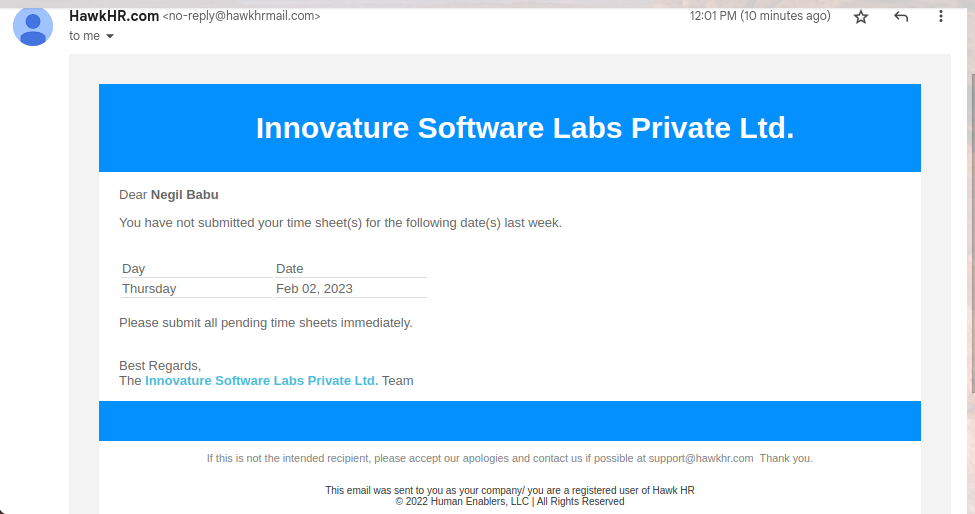 HawkHR.com <no-reply@hawkhrmail.com> 12:01 PM (10 minutes ago)
to me
Innovature Software Labs Private Ltd.
Dear Negil Babu
You have not submitted your time sheet(s) for the following date(s) last week.
Day Date
Thursday Feb 02, 2023
Please submit all pending time sheets immediately.
Best Regards,
The Innovature Software Labs Private Ltd. Team
If this is not the intended recipient, please accept our apologies and contact us if possible at support@hawkhr.com  Thank you.
This email was sent to you as your company/ you are a registered user of Hawk HR
© 2022 Human Enablers, LLC | All Rights Reserved